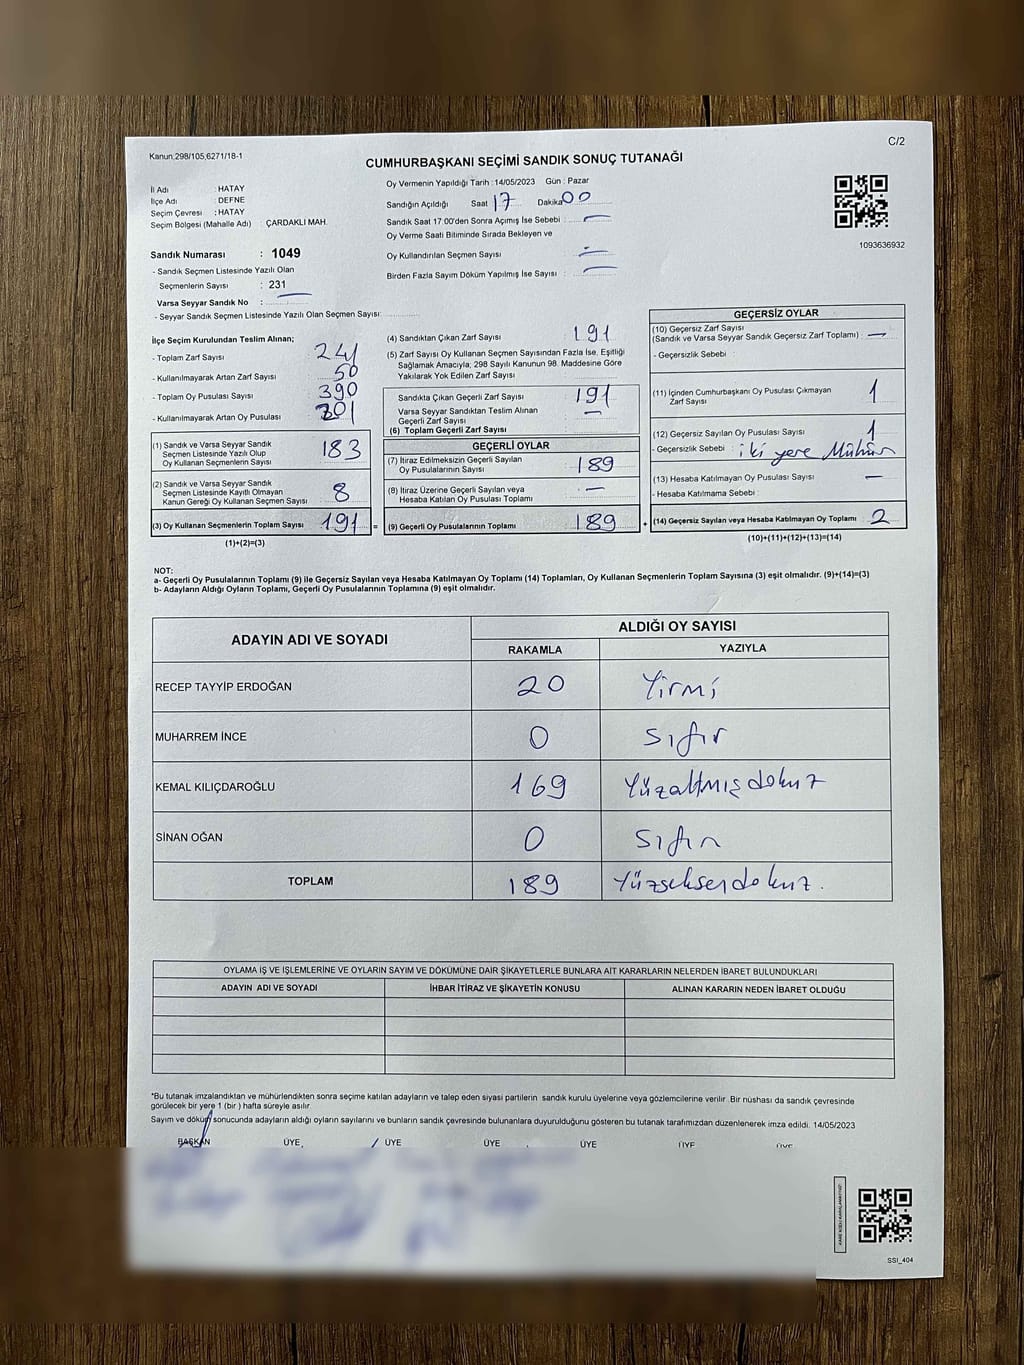 Kanun,298/105,6271/18-1
C/2
CUMHURBAŞKANI SEÇİMİ SANDIK SONUÇ TUTANAĞI
İl Adı : HATAY
İlçe Adı : DEFNE
Seçim Çevresi : HATAY
Seçim Bölgesi (Mahalle Adı) : ÇARDAKLI MAH.
Oy Vermenin Yapıldığı Tarih :14/05/2023 Gün : Pazar
Sandığın Açıldığı Saat 17 Dakika 00
Sandık Saat 17:00'den Sonra Açımış İse Sebebi : —
Oy Verme Saati Bitiminde Sırada Bekleyen ve
Oy Kullandırılan Seçmen Sayısı : —
Birden Fazla Sayım Döküm Yapılmış İse Sayısı : —
1093636932
Sandık Numarası : 1049
- Sandık Seçmen Listesinde Yazılı Olan
Seçmenlerin Sayısı : 231
Varsa Seyyar Sandık No : —
- Seyyar Sandık Seçmen Listesinde Yazılı Olan Seçmen Sayısı:
İlçe Seçim Kurulundan Teslim Alınan;
- Toplam Zarf Sayısı 241
- Kullanılmayarak Artan Zarf Sayısı 50
- Toplam Oy Pusulası Sayısı 390
- Kullanılmayarak Artan Oy Pusulası 201
(1) Sandık ve Varsa Seyyar Sandık
Seçmen Listesinde Yazılı Olup
Oy Kullanan Seçmenlerin Sayısı 183
(2) Sandık ve Varsa Seyyar Sandık
Seçmen Listesinde Kayıtlı Olmayan
Kanun Gereği Oy Kullanan Seçmen Sayısı 8
(3) Oy Kullanan Seçmenlerin Toplam Sayısı 191 =
(1)+(2)=(3)
(4) Sandıktan Çıkan Zarf Sayısı 191
(5) Zarf Sayısı Oy Kullanan Seçmen Sayısından Fazla İse, Eşitliği
Sağlamak Amacıyla; 298 Sayılı Kanunun 98. Maddesine Göre
Yakılarak Yok Edilen Zarf Sayısı
Sandıkta Çıkan Geçerli Zarf Sayısı 191
Varsa Seyyar Sandıktan Teslim Alınan
Geçerli Zarf Sayısı —
(6) Toplam Geçerli Zarf Sayısı
GEÇERLİ OYLAR
(7) İtiraz Edilmeksizin Geçerli Sayılan
Oy Pusulalarının Sayısı 189
(8) İtiraz Üzerine Geçerli Sayılan veya
Hesaba Katılan Oy Pusulası Toplamı —
(9) Geçerli Oy Pusulalarının Toplamı 189 +
GEÇERSİZ OYLAR
(10) Geçersiz Zarf Sayısı
(Sandık ve Varsa Seyyar Sandık Geçersiz Zarf Toplamı) : —
- Geçersizlik Sebebi :
(11) İçinden Cumhurbaşkanı Oy Pusulası Çıkmayan
Zarf Sayısı 1
(12) Geçersiz Sayılan Oy Pusulası Sayısı 1
- Geçersizlik Sebebi : iki yere Mühür
(13) Hesaba Katılmayan Oy Pusulası Sayısı —
- Hesaba Katılmama Sebebi :
(14) Geçersiz Sayılan veya Hesaba Katılmayan Oy Toplamı 2
(10)+(11)+(12)+(13)=(14)
NOT:
a- Geçerli Oy Pusulalarının Toplamı (9) ile Geçersiz Sayılan veya Hesaba Katılmayan Oy Toplamı (14) Toplamları, Oy Kullanan Seçmenlerin Toplam Sayısına (3) eşit olmalıdır. (9)+(14)=(3)
b- Adayların Aldığı Oyların Toplamı, Geçerli Oy Pusulalarının Toplamına (9) eşit olmalıdır.
ADAYIN ADI VE SOYADI ALDIĞI OY SAYISI
RAKAMLA YAZIYLA
RECEP TAYYİP ERDOĞAN 20 Yirmi
MUHARREM İNCE 0 sıfır
KEMAL KILIÇDAROĞLU 169 Yüzaltmışdokuz
SİNAN OĞAN 0 sıfır
TOPLAM 189 Yüzseksendokuz.
OYLAMA İŞ VE İŞLEMLERİNE VE OYLARIN SAYIM VE DÖKÜMÜNE DAİR ŞİKAYETLERLE BUNLARA AİT KARARLARIN NELERDEN İBARET BULUNDUKLARI
ADAYIN ADI VE SOYADI İHBAR İTİRAZ VE ŞİKAYETİN KONUSU ALINAN KARARIN NEDEN İBARET OLDUĞU
*Bu tutanak imzalandıktan ve mühürlendikten sonra seçime katılan adayların ve talep eden siyasi partilerin sandık kurulu üyelerine veya gözlemcilerine verilir .Bir nüshası da sandık çevresinde
görülecek bir yere 1 (bir ) hafta süreyle asılır.
Sayım ve döküm sonucunda adayların aldığı oyların sayılarını ve bunların sandık çevresinde bulunanlara duyurulduğunu gösteren bu tutanak tarafımızdan düzenlenerek imza edildi. 14/05/2023
BAŞKAN ÜYE ÜYE ÜYE ÜYE ÜYE ÜYE
SSI_404